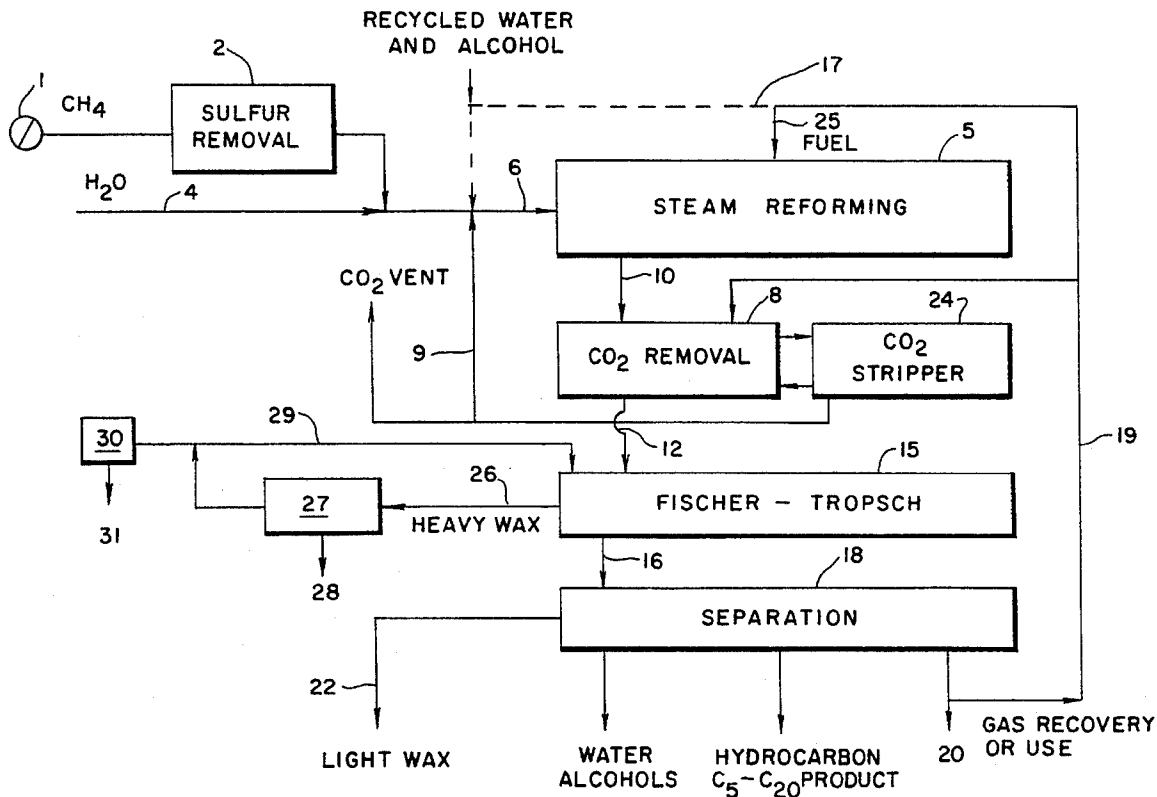 RECYCLED WATER
AND ALCOHOL
1
CH4
2
SULFUR
REMOVAL
17
25
FUEL
5
H2O
4
6
STEAM REFORMING
CO2 VENT
10
9
8
24
CO2 REMOVAL
CO2
STRIPPER
12
19
30
29
31
27
28
26
HEAVY WAX
15
FISCHER - TROPSCH
16
18
SEPARATION
22
LIGHT WAX
WATER
ALCOHOLS
HYDROCARBON
C5-C20 PRODUCT
20
GAS RECOVERY
OR USE